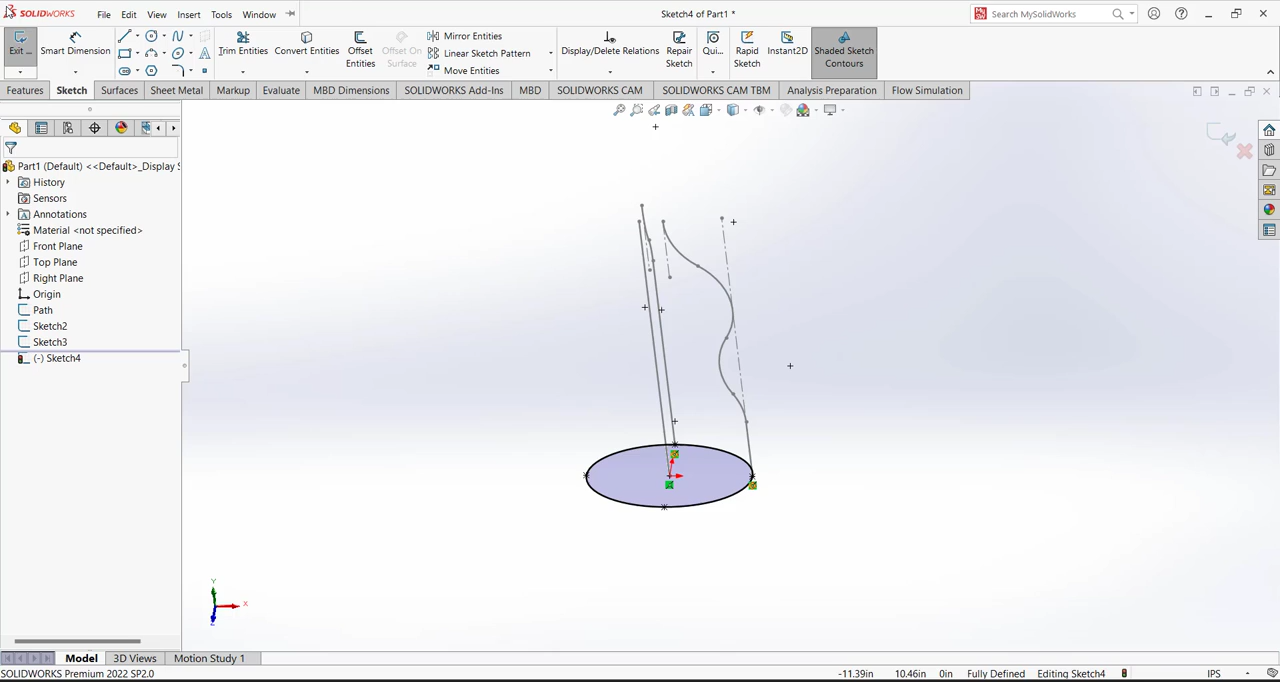 SOLIDWORKS File Edit View Insert Tools Window Sketch4 of Part1 * Search MySolidWorks
Exit ... Smart Dimension Trim Entities Convert Entities Offset Entities Offset On Surface Mirror Entities Linear Sketch Pattern Move Entities Display/Delete Relations Repair Sketch Qui... Rapid Sketch Instant2D Shaded Sketch Contours
Features Sketch Surfaces Sheet Metal Markup Evaluate MBD Dimensions SOLIDWORKS Add-Ins MBD SOLIDWORKS CAM SOLIDWORKS CAM TBM Analysis Preparation Flow Simulation
Part1 (Default) <<Default>_Display S
History
Sensors
Annotations
Material <not specified>
Front Plane
Top Plane
Right Plane
Origin
Path
Sketch2
Sketch3
(-) Sketch4
Y
X
Z
Model 3D Views Motion Study 1
SOLIDWORKS Premium 2022 SP2.0 -11.39in 10.46in 0in Fully Defined Editing Sketch4 IPS